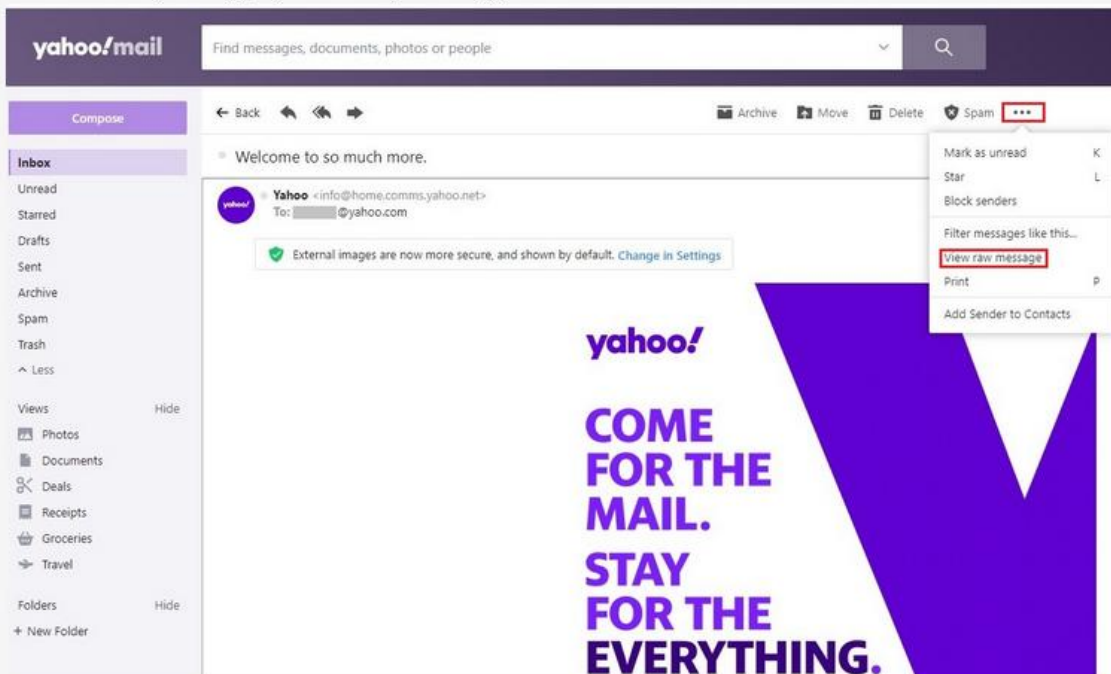 yahoo!mail
Find messages, documents, photos or people
Compose
← Back
Archive
Move
Delete
Spam
•••
Inbox
Unread
Starred
Drafts
Sent
Archive
Spam
Trash
Less
Views Hide
Photos
Documents
Deals
Receipts
Groceries
Travel
Folders Hide
+ New Folder
Welcome to so much more.
yahoo!
Yahoo <info@home.comms.yahoo.net>
To: @yahoo.com
External images are now more secure, and shown by default. Change in Settings
Mark as unread K
Star L
Block senders
Filter messages like this...
View raw message
Print P
Add Sender to Contacts
yahoo!
COME
FOR THE
MAIL.
STAY
FOR THE
EVERYTHING.